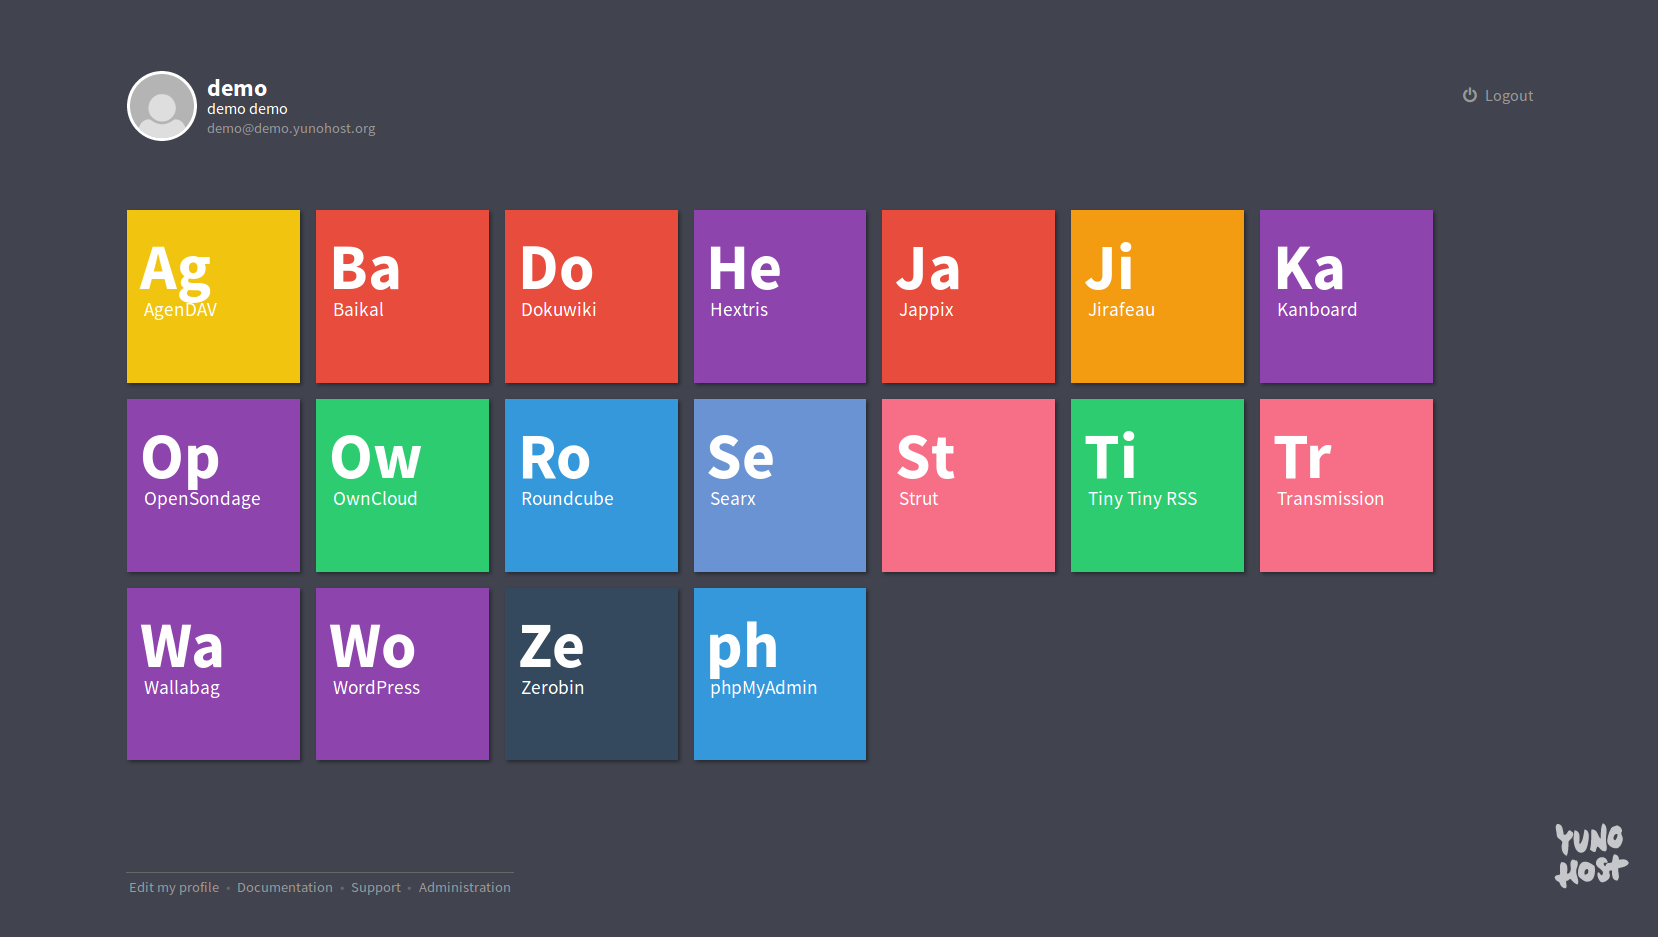 demo
demo demo
demo@demo.yunohost.org
Logout
Ag
AgenDAV
Ba
Baikal
Do
Dokuwiki
He
Hextris
Ja
Jappix
Ji
Jirafeau
Ka
Kanboard
Op
OpenSondage
Ow
OwnCloud
Ro
Roundcube
Se
Searx
St
Strut
Ti
Tiny Tiny RSS
Tr
Transmission
Wa
Wallabag
Wo
WordPress
Ze
Zerobin
ph
phpMyAdmin
YUNO
HOST
Edit my profile • Documentation • Support • Administration